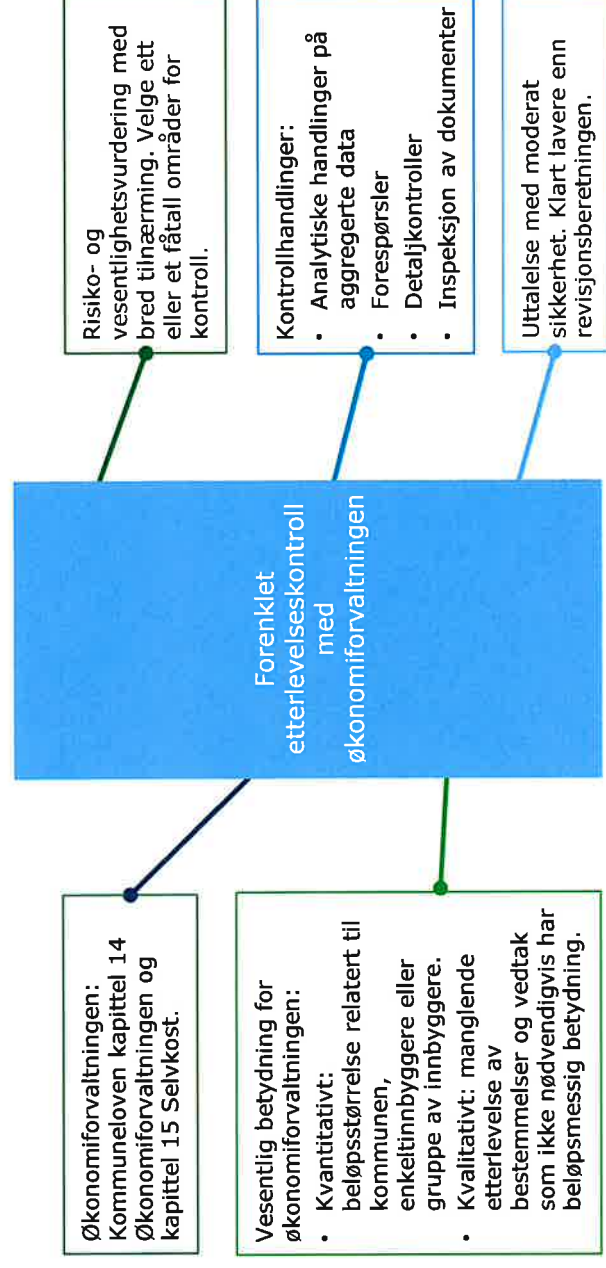 Økonomiforvaltningen:
Kommuneloven kapittel 14
Økonomiforvaltningen og
kapittel 15 Selvkost.
Vesentlig betydning for
økonomiforvaltningen:
• Kvantitativt:
beløpsstørrelse relatert til
kommunen,
enkeltinnbyggere eller
gruppe av innbyggere.
• Kvalitativt: manglende
etterlevelse av
bestemmelser og vedtak
som ikke nødvendigvis har
beløpsmessig betydning.
Forenklet
etterlevelseskontroll
med
økonomiforvaltningen
Risiko- og
vesentlighetsvurdering med
bred tilnærming. Velge ett
eller et fåtall områder for
kontroll.
Kontrollhandlinger:
• Analytiske handlinger på
aggregerte data
• Forespørsler
• Detaljkontroller
• Inspeksjon av dokumenter
Uttalelse med moderat
sikkerhet. Klart lavere enn
revisjonsberetningen.